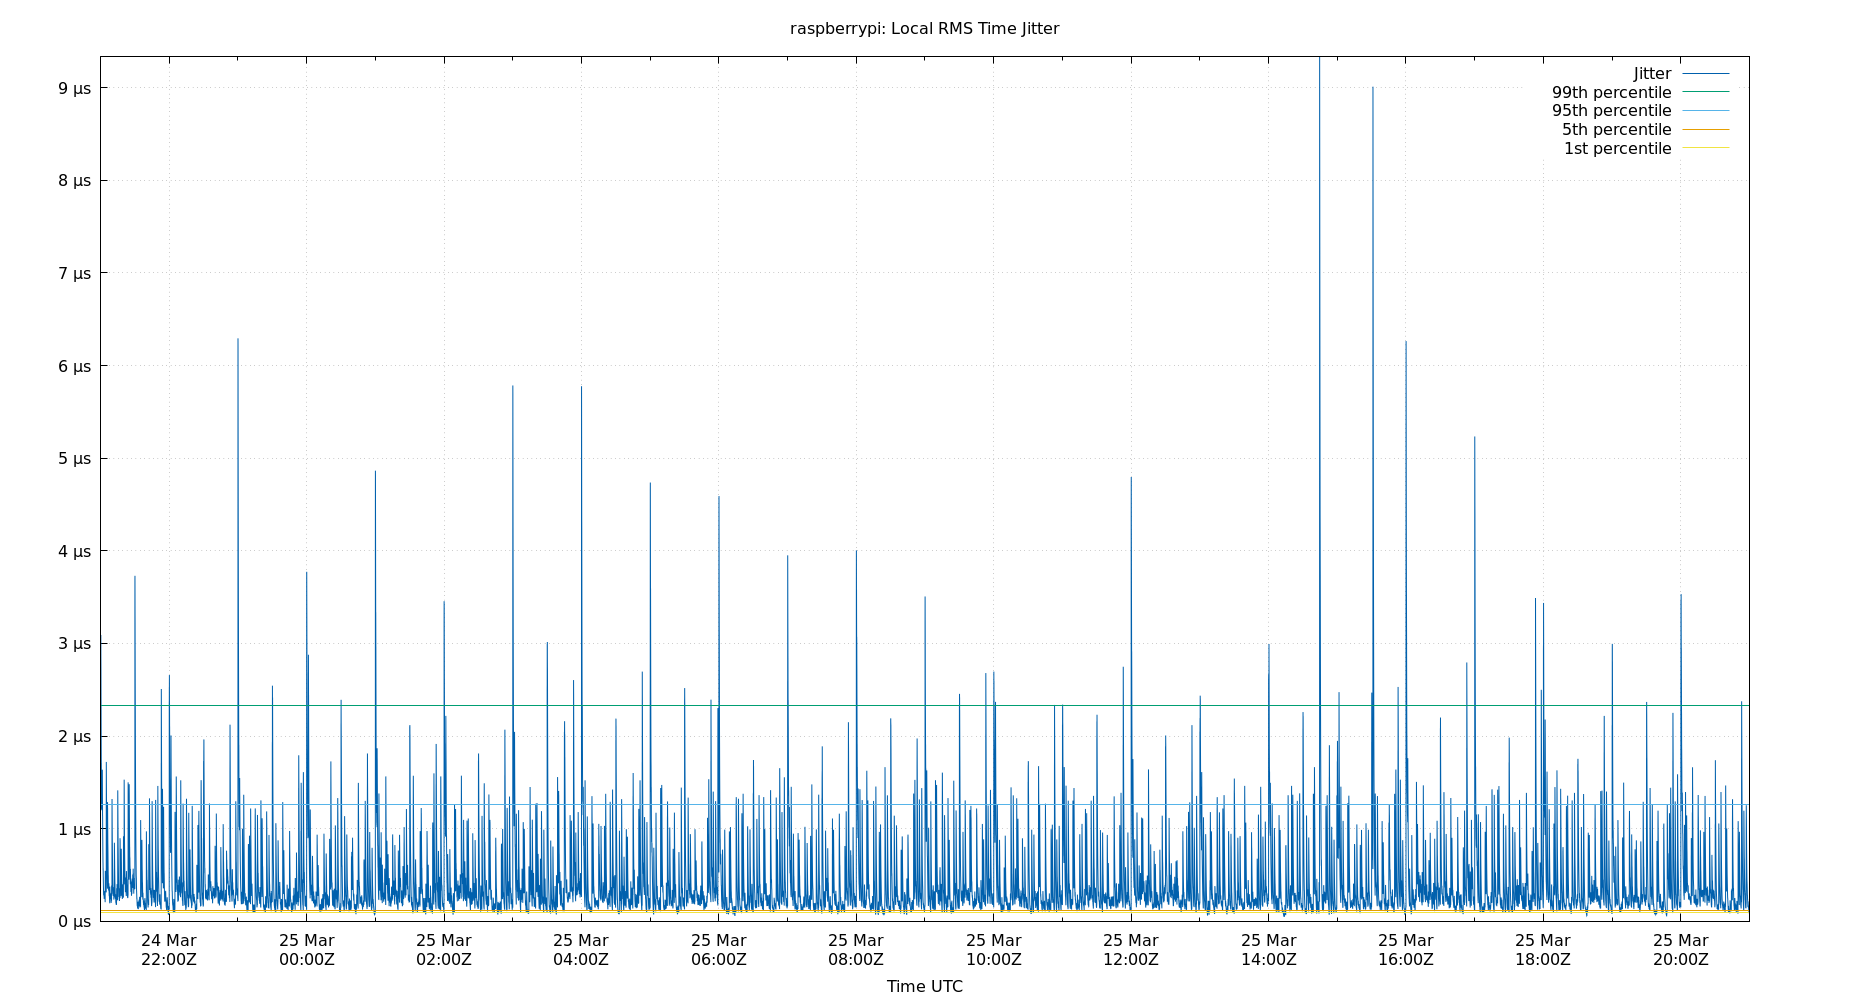 raspberrypi: Local RMS Time Jitter
Jitter
99th percentile
95th percentile
5th percentile
1st percentile
9 µs
8 µs
7 µs
6 µs
5 µs
4 µs
3 µs
2 µs
1 µs
0 µs
24 Mar 25 Mar 25 Mar 25 Mar 25 Mar 25 Mar 25 Mar 25 Mar 25 Mar 25 Mar 25 Mar 25 Mar
22:00Z 00:00Z 02:00Z 04:00Z 06:00Z 08:00Z 10:00Z 12:00Z 14:00Z 16:00Z 18:00Z 20:00Z
Time UTC